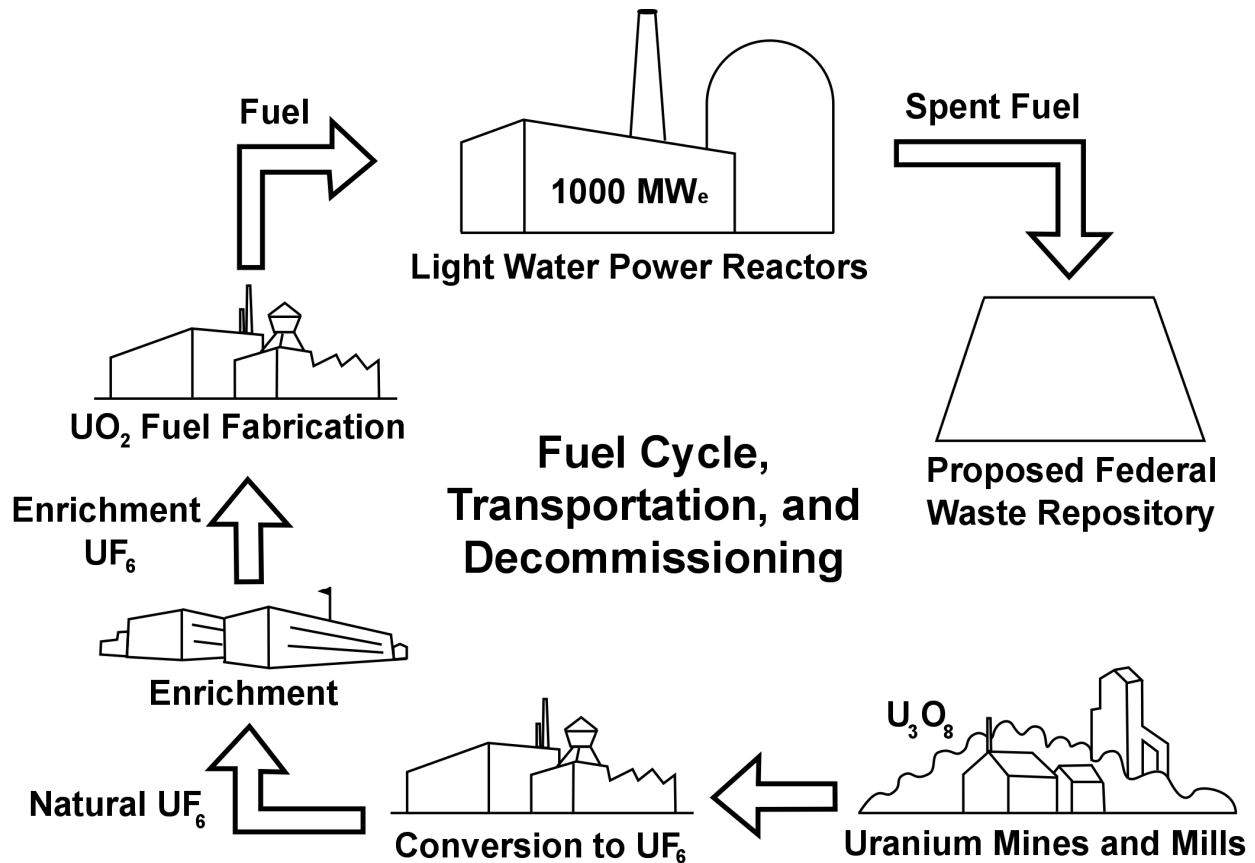 Fuel
Spent Fuel
1000 MWₑ
Light Water Power Reactors
UO₂ Fuel Fabrication
Fuel Cycle,
Transportation, and
Decommissioning
Proposed Federal
Waste Repository
Enrichment
UF₆
Enrichment
U₃O₈
Natural UF₆
Conversion to UF₆
Uranium Mines and Mills